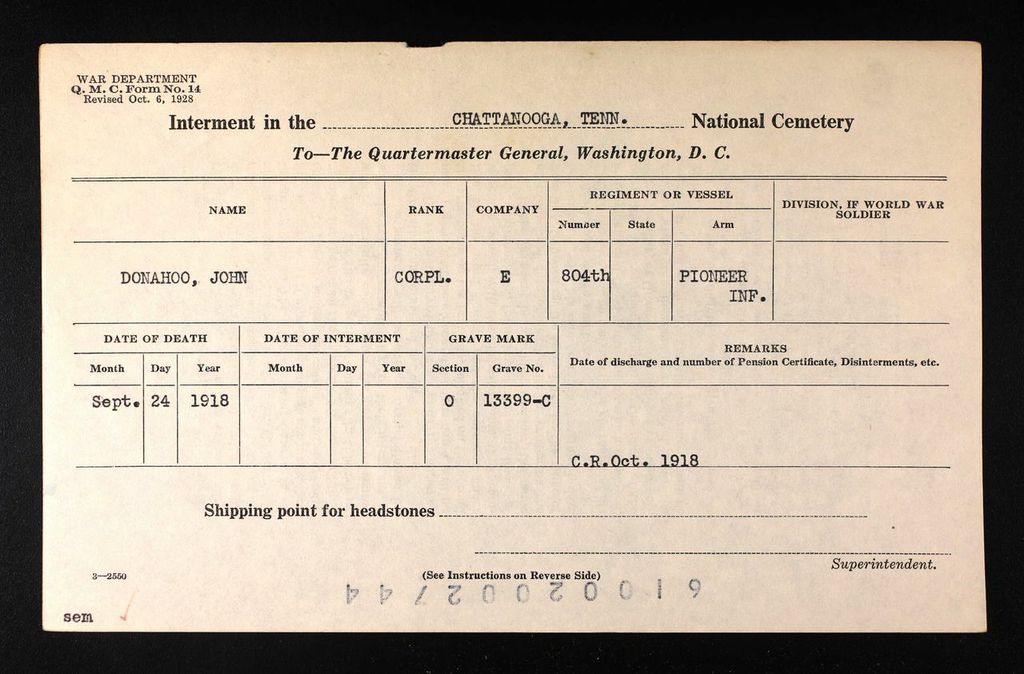 WAR DEPARTMENT
Q. M. C. Form No. 14
Revised Oct. 6, 1928
Interment in the CHATTANOOGA, TENN. National Cemetery
To—The Quartermaster General, Washington, D. C.
NAME RANK COMPANY REGIMENT OR VESSEL DIVISION, IF WORLD WAR SOLDIER
Number State Arm
DONAHOO, JOHN CORPL. E 804th PIONEER INF.
DATE OF DEATH DATE OF INTERMENT GRAVE MARK REMARKS
Date of discharge and number of Pension Certificate, Disinterments, etc.
Month Day Year Month Day Year Section Grave No.
Sept. 24 1918 O 13399-C
C.R.Oct. 1918
Shipping point for headstones
Superintendent.
3—2550
(See Instructions on Reverse Side)
sem